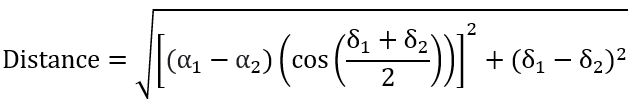 Distance = √([(α₁ − α₂)(cos((δ₁ + δ₂)/2))]² + (δ₁ − δ₂)²)